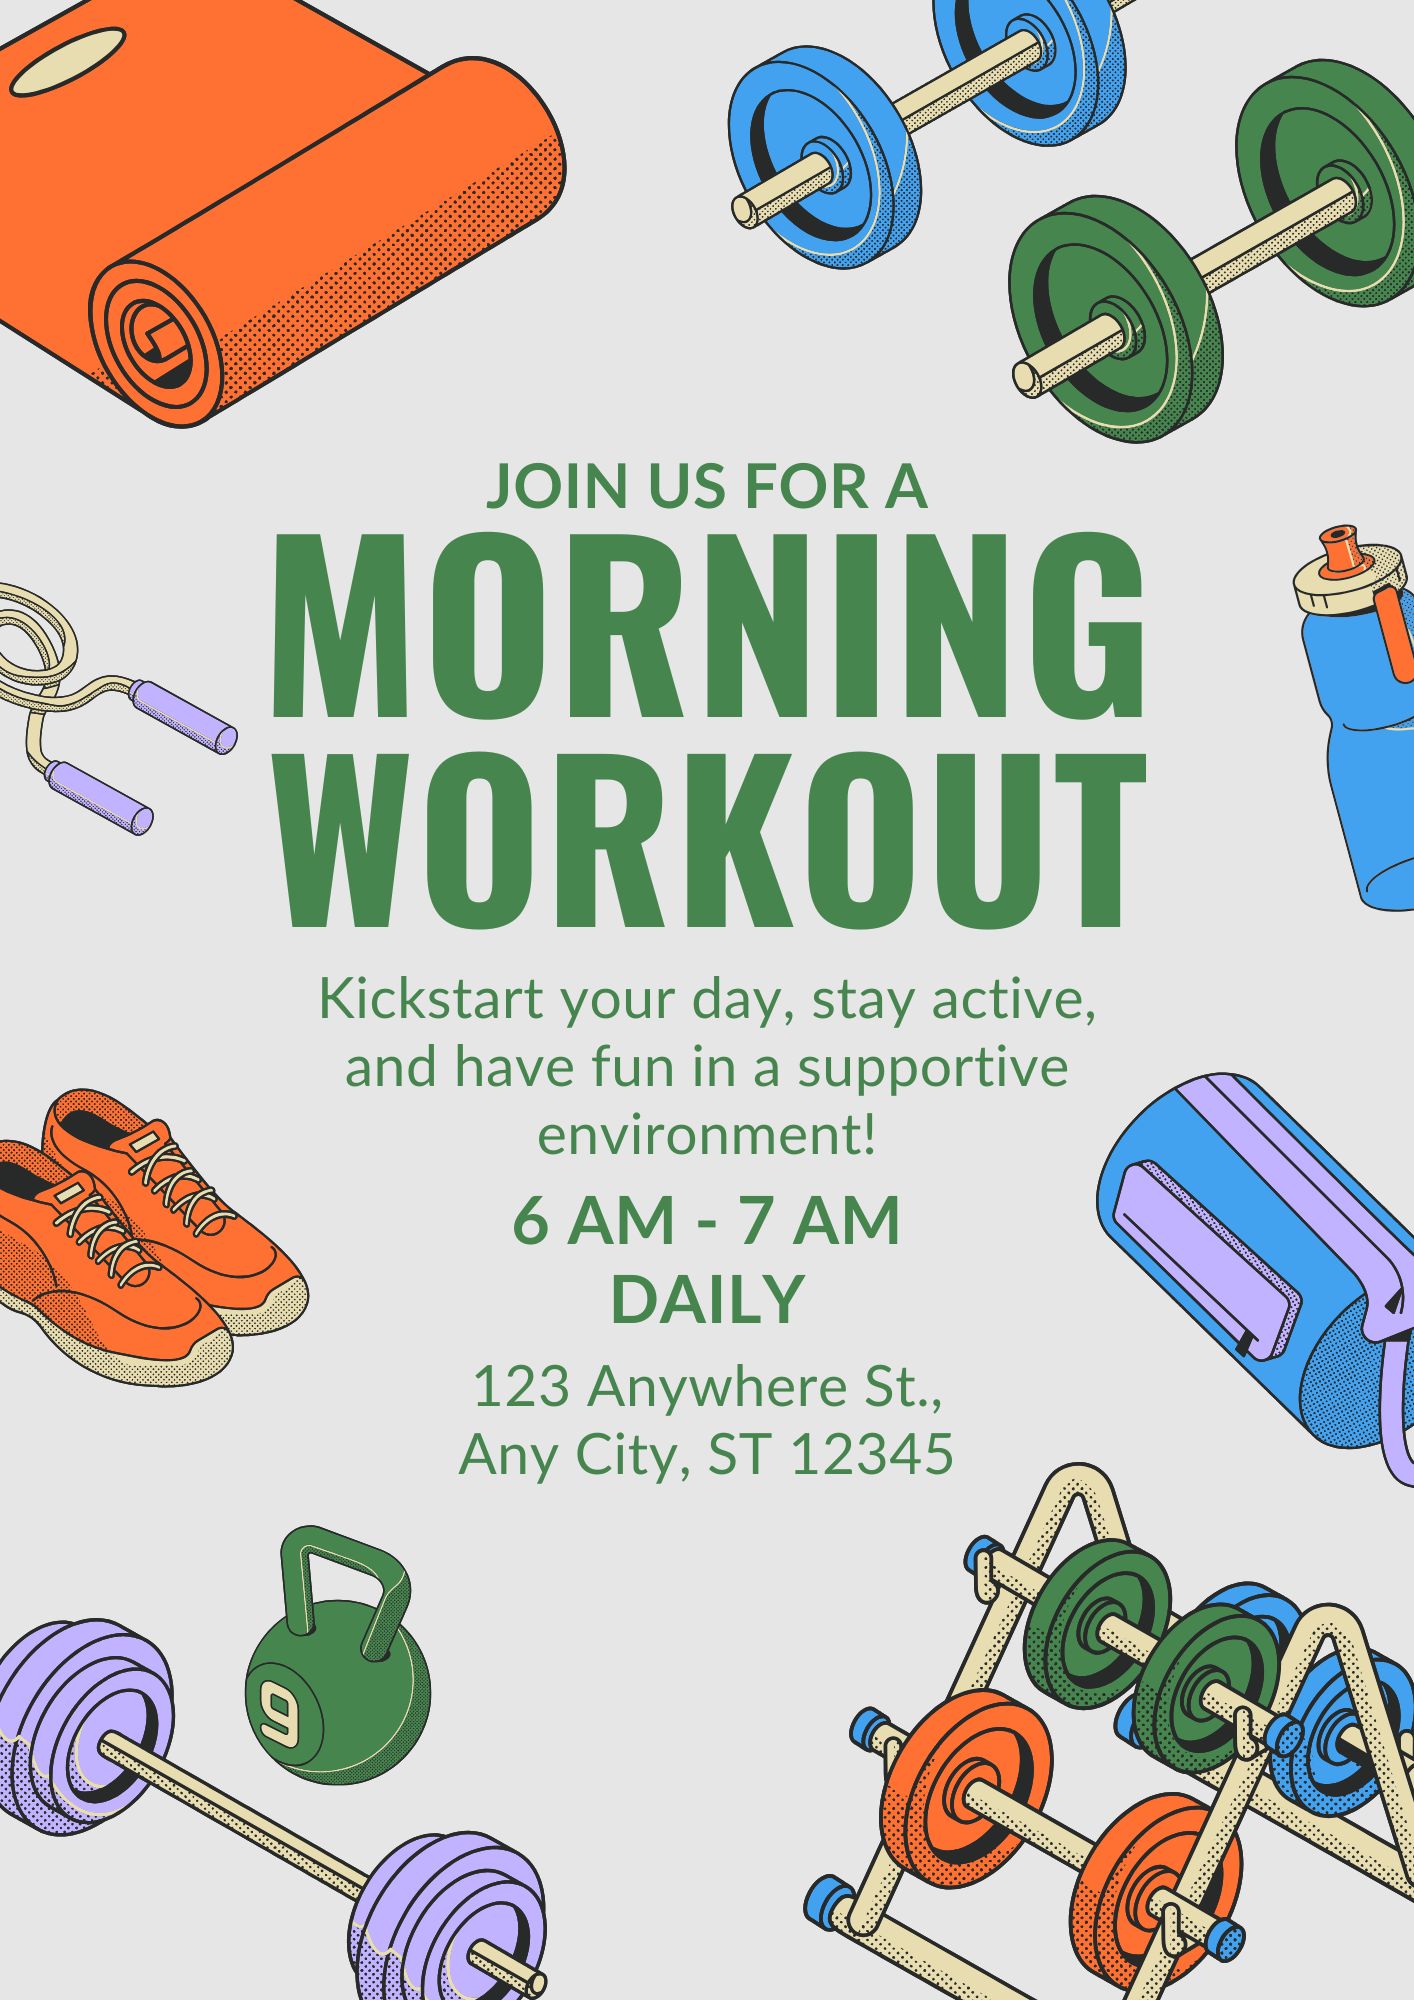 JOIN US FOR A
MORNING
WORKOUT
Kickstart your day, stay active,
and have fun in a supportive
environment!
6 AM - 7 AM
DAILY
123 Anywhere St.,
Any City, ST 12345
9